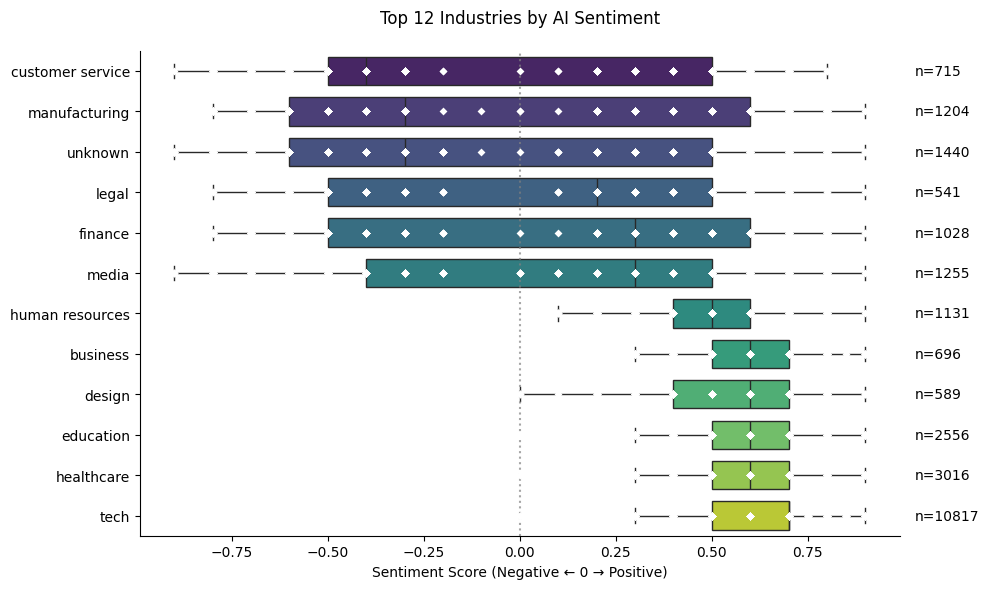 Top 12 Industries by AI Sentiment
customer service n=715
manufacturing n=1204
unknown n=1440
legal n=541
finance n=1028
media n=1255
human resources n=1131
business n=696
design n=589
education n=2556
healthcare n=3016
tech n=10817
−0.75 −0.50 −0.25 0.00 0.25 0.50 0.75
Sentiment Score (Negative ← 0 → Positive)